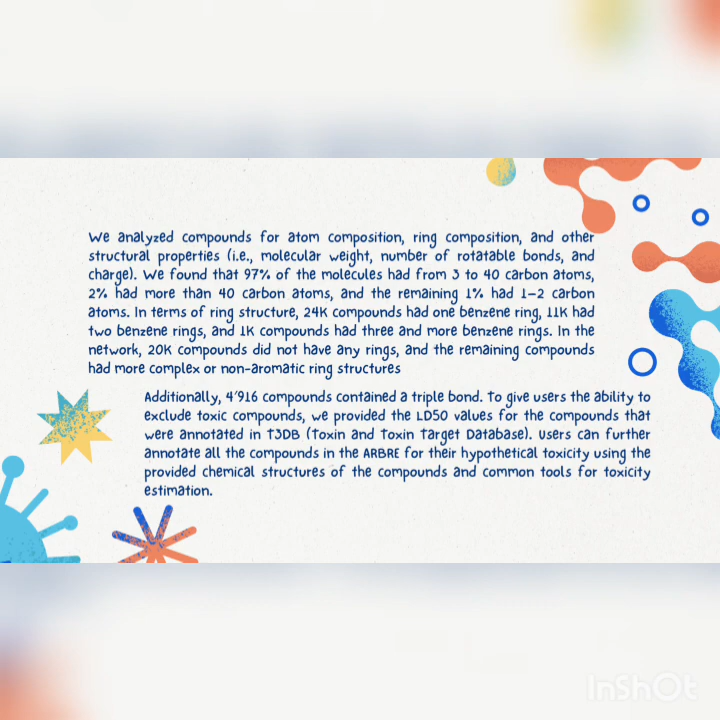 We analyzed compounds for atom composition, ring composition, and other
structural properties (i.e., molecular weight, number of rotatable bonds, and
charge). We found that 97% of the molecules had from 3 to 40 carbon atoms,
2% had more than 40 carbon atoms, and the remaining 1% had 1–2 carbon
atoms. In terms of ring structure, 24K compounds had one benzene ring, 11K had
two benzene rings, and 1K compounds had three and more benzene rings. In the
network, 20K compounds did not have any rings, and the remaining compounds
had more complex or non-aromatic ring structures
Additionally, 4'916 compounds contained a triple bond. To give users the ability to
exclude toxic compounds, we provided the LD50 values for the compounds that
were annotated in T3DB (Toxin and Toxin Target Database). Users can further
annotate all the compounds in the ARBRE for their hypothetical toxicity using the
provided chemical structures of the compounds and common tools for toxicity
estimation.
InShOt